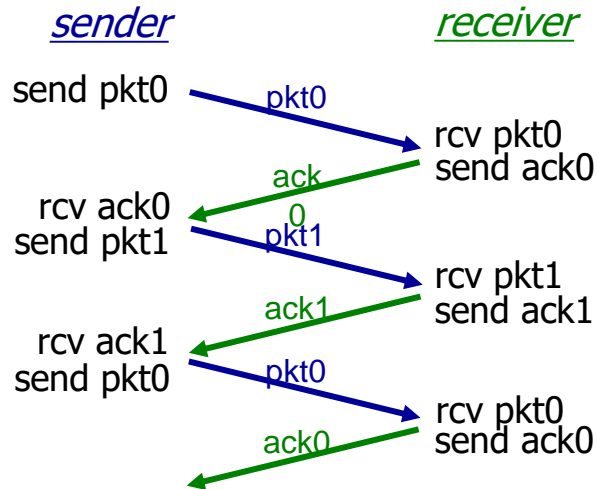 sender
receiver
send pkt0
pkt0
rcv pkt0
send ack0
ack
0
rcv ack0
send pkt1
pkt1
rcv pkt1
send ack1
ack1
rcv ack1
send pkt0
pkt0
rcv pkt0
send ack0
ack0